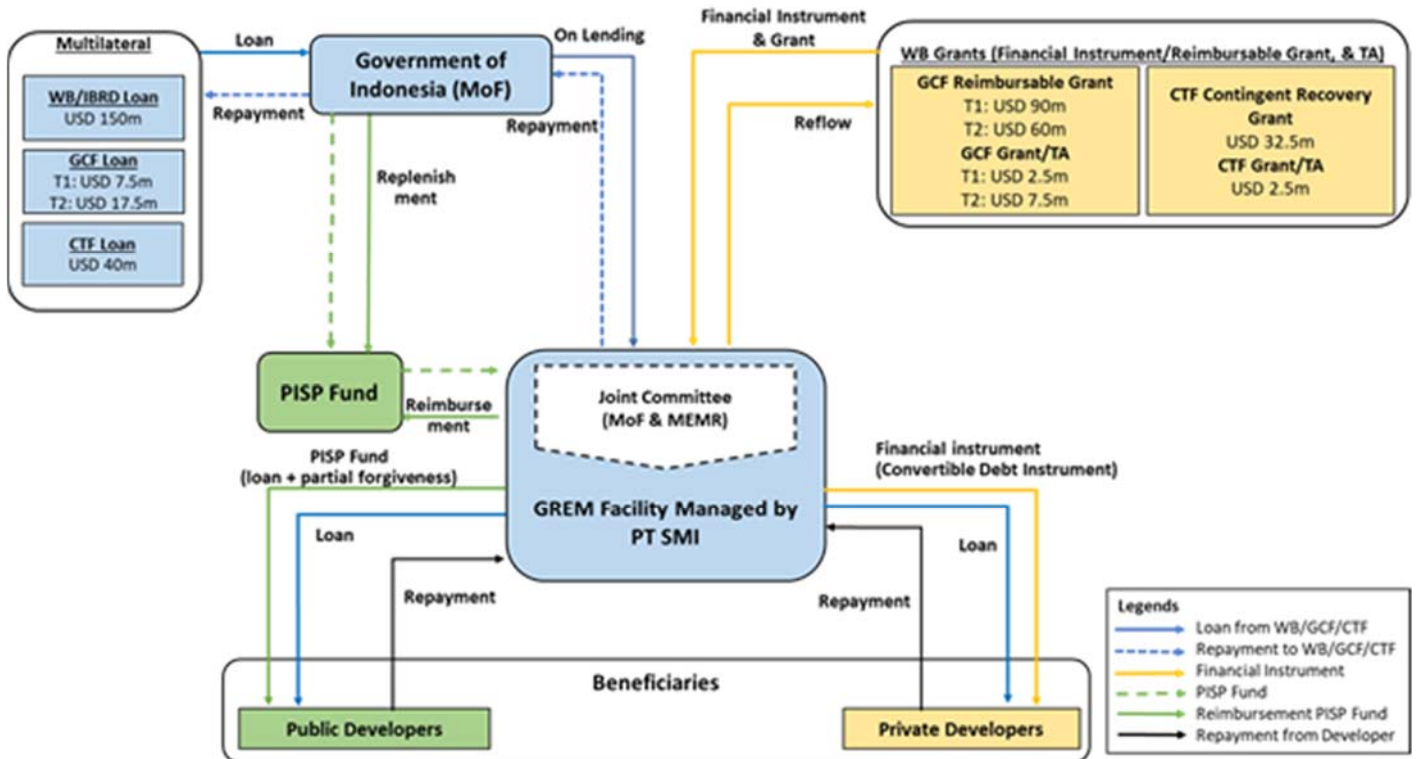 Multilateral
WB/IBRD Loan
USD 150m
GCF Loan
T1: USD 7.5m
T2: USD 17.5m
CTF Loan
USD 40m
Loan
Repayment
Government of
Indonesia (MoF)
On Lending
Repayment
Replenish
ment
Financial Instrument
& Grant
Reflow
WB Grants (Financial Instrument/Reimbursable Grant, & TA)
GCF Reimbursable Grant
T1: USD 90m
T2: USD 60m
GCF Grant/TA
T1: USD 2.5m
T2: USD 7.5m
CTF Contingent Recovery
Grant
USD 32.5m
CTF Grant/TA
USD 2.5m
PISP Fund
Reimburse
ment
Joint Committee
(MoF & MEMR)
GREM Facility Managed by
PT SMI
PISP Fund
(loan + partial forgiveness)
Loan
Repayment
Financial instrument
(Convertible Debt Instrument)
Loan
Repayment
Beneficiaries
Public Developers
Private Developers
Legends
Loan from WB/GCF/CTF
Repayment to WB/GCF/CTF
Financial Instrument
PISP Fund
Reimbursement PISP Fund
Repayment from Developer